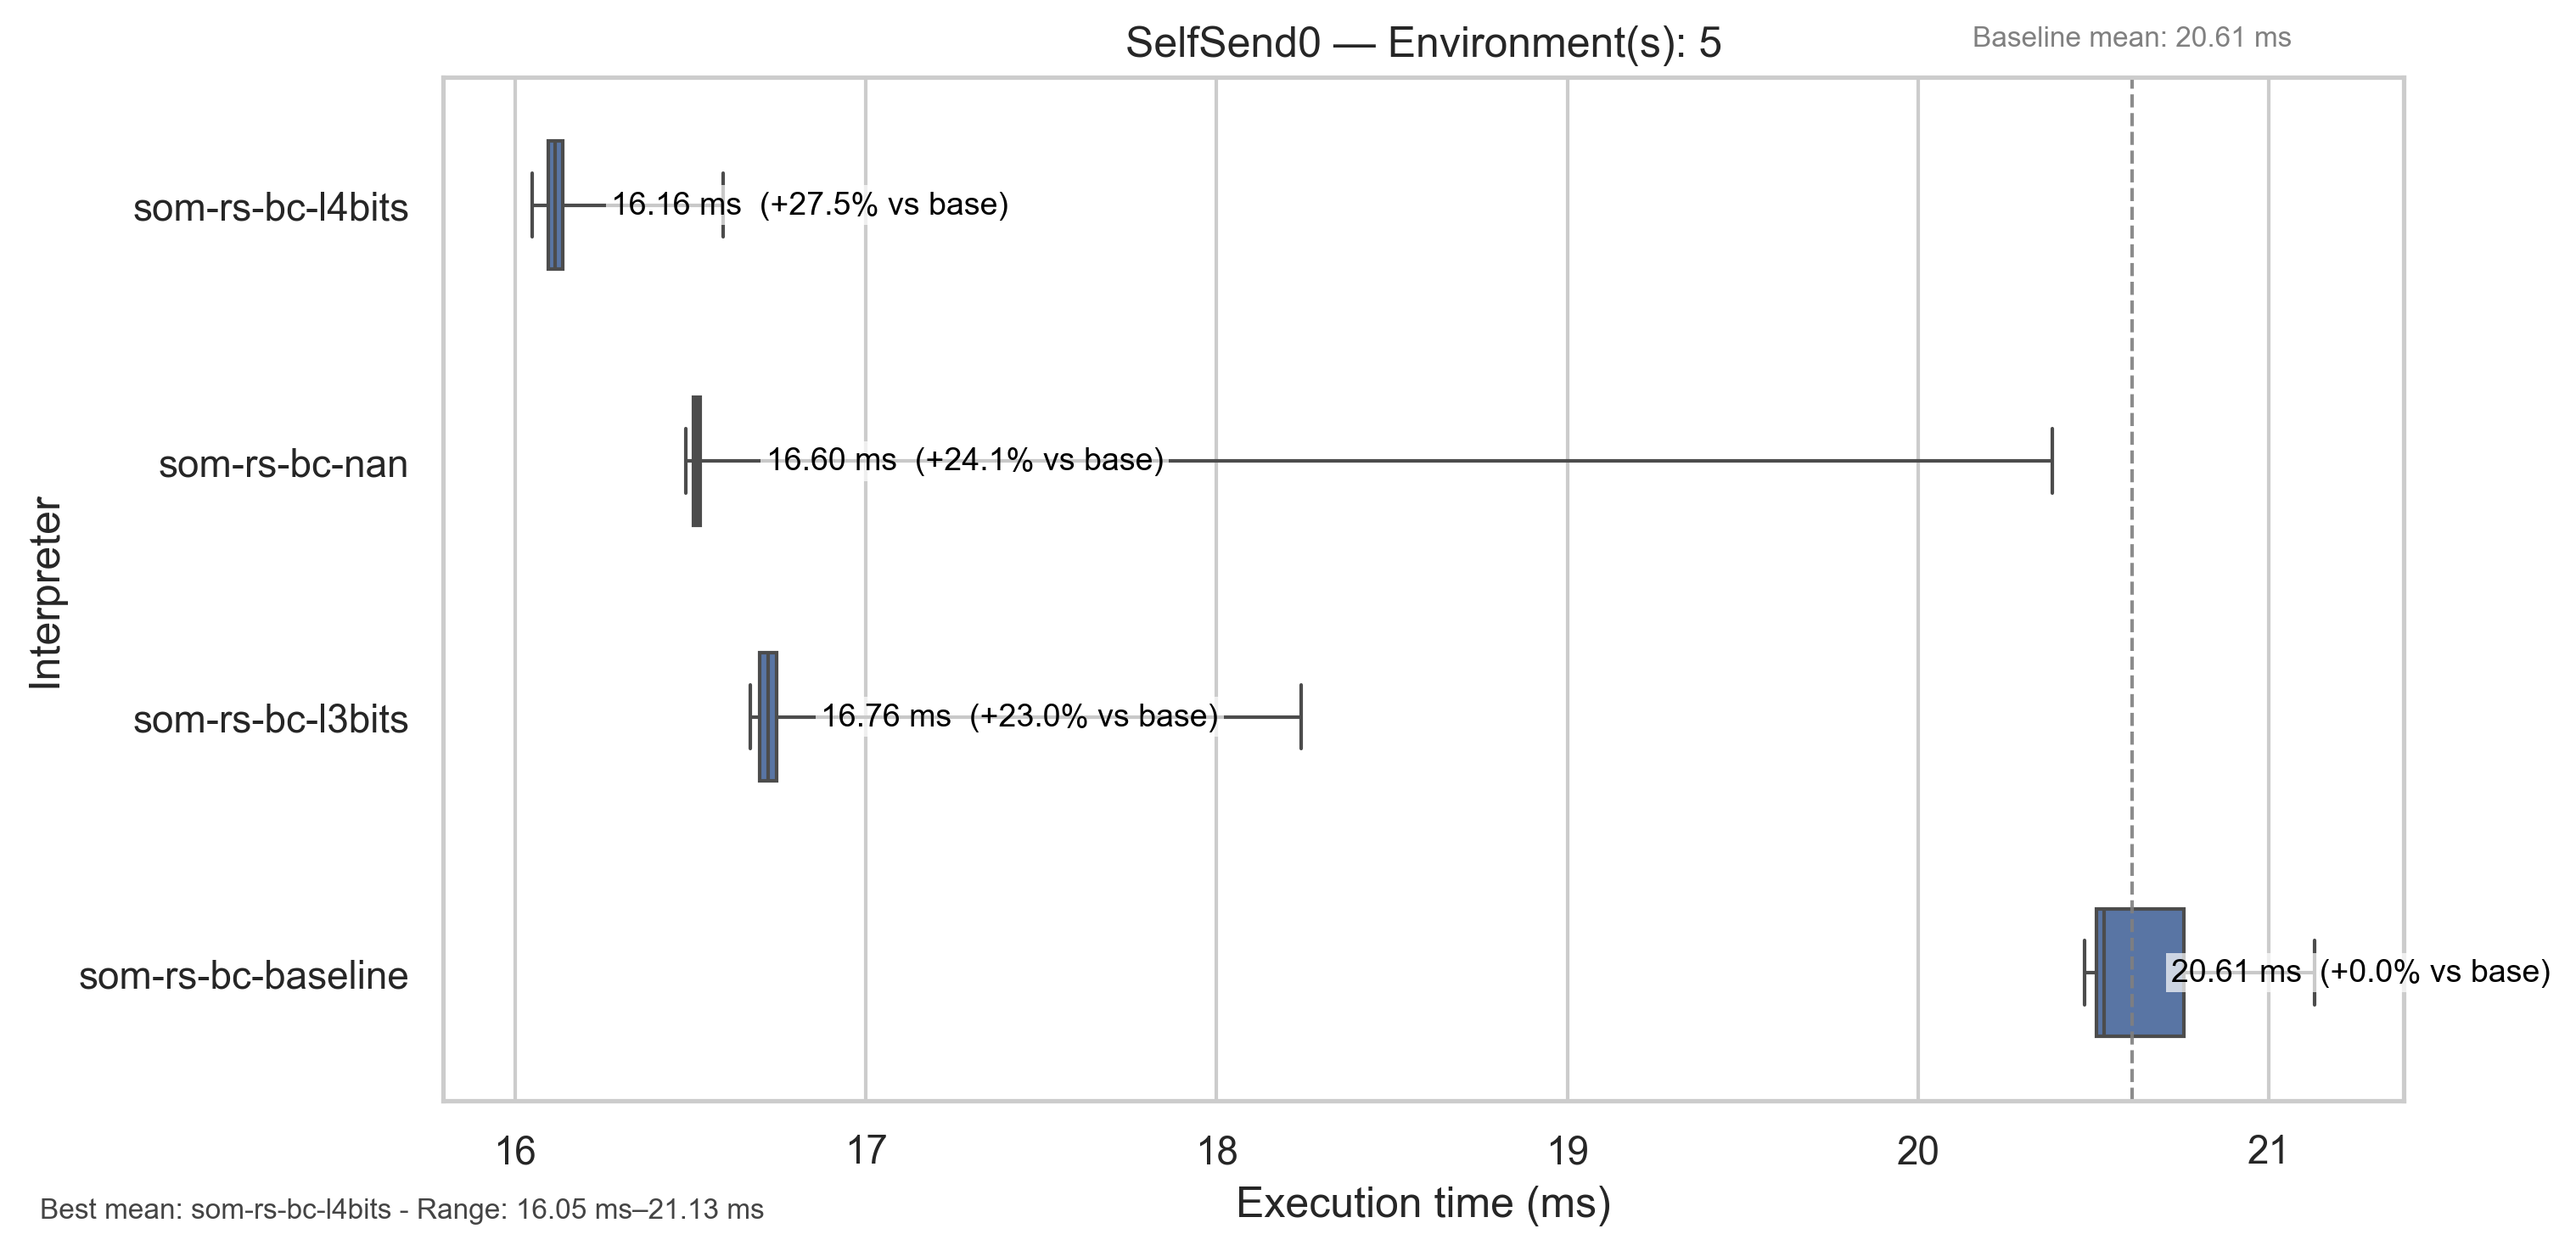 SelfSend0 — Environment(s): 5
Baseline mean: 20.61 ms
Interpreter
som-rs-bc-l4bits
16.16 ms  (+27.5% vs base)
som-rs-bc-nan
16.60 ms  (+24.1% vs base)
som-rs-bc-l3bits
16.76 ms  (+23.0% vs base)
som-rs-bc-baseline
20.61 ms  (+0.0% vs base)
16 17 18 19 20 21
Execution time (ms)
Best mean: som-rs-bc-l4bits - Range: 16.05 ms–21.13 ms